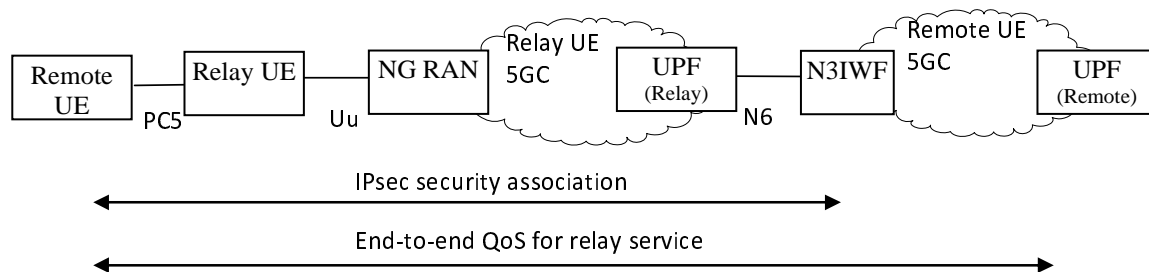 Remote
UE
PC5
Relay UE
Uu
NG RAN
Relay UE
5GC
UPF
(Relay)
N6
N3IWF
Remote UE
5GC
UPF
(Remote)
IPsec security association
End-to-end QoS for relay service